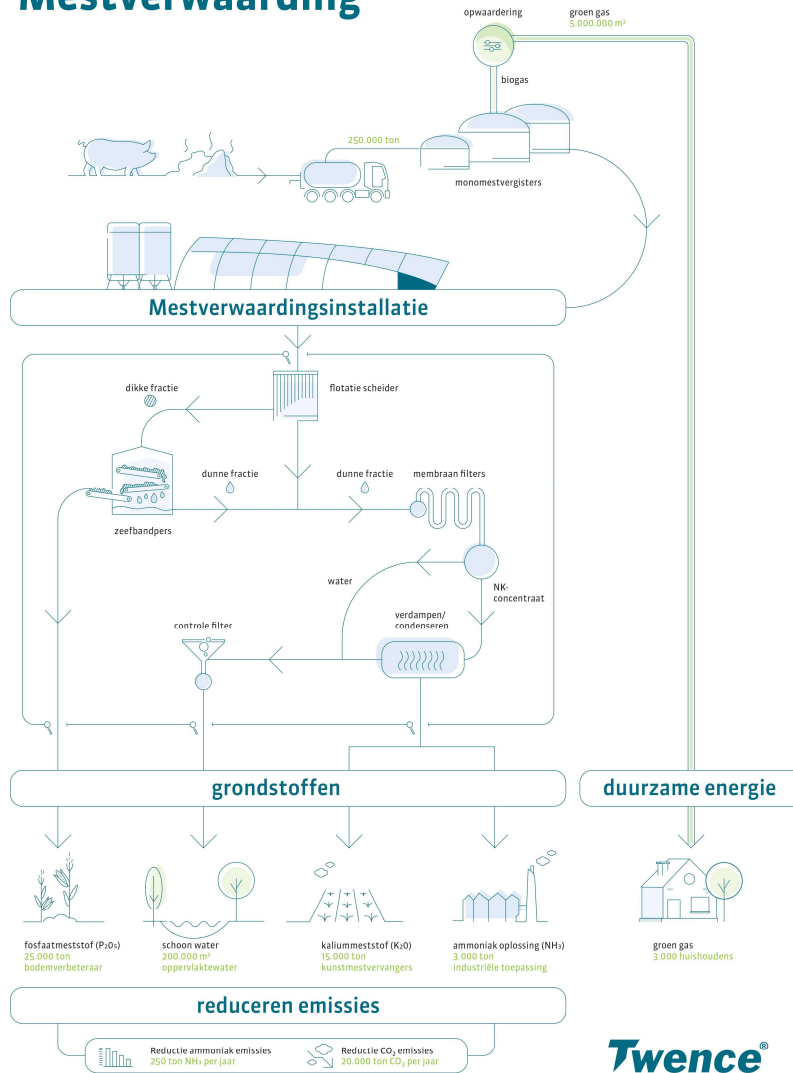 Mestverwaarding
opwaardering
groen gas
5.000.000 m³
biogas
250.000 ton
monomestvergisters
Mestverwaardingsinstallatie
dikke fractie
flotatie scheider
dunne fractie
dunne fractie
membraan filters
zeefbandpers
water
NK-
concentraat
verdampen/
condenseren
controle filter
grondstoffen
duurzame energie
fosfaatmeststof (P₂O₅)
25.000 ton
bodemverbeteraar
schoon water
200.000 m³
oppervlaktewater
kaliummeststof (K₂O)
15.000 ton
kunstmestvervangers
ammoniak oplossing (NH₃)
3.000 ton
industriële toepassing
groen gas
3.000 huishoudens
reduceren emissies
Reductie ammoniak emissies
250 ton NH₃ per jaar
Reductie CO₂ emissies
20.000 ton CO₂ per jaar
Twence®